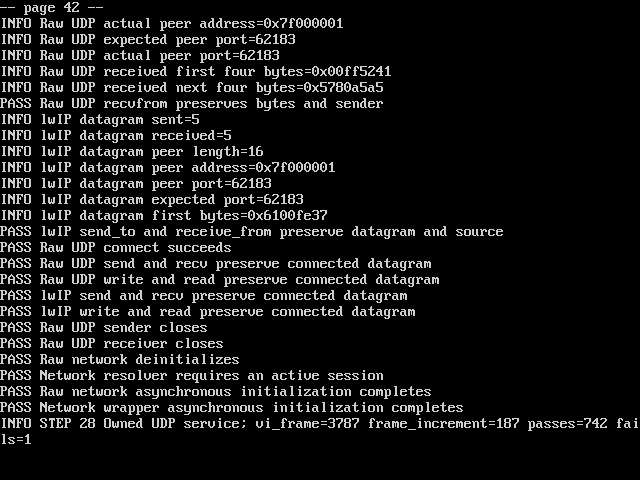 -- page 42 --
INFO Raw UDP actual peer address=0x7f000001
INFO Raw UDP expected peer port=62183
INFO Raw UDP actual peer port=62183
INFO Raw UDP received first four bytes=0x00ff5241
INFO Raw UDP received next four bytes=0x5780a5a5
PASS Raw UDP recvfrom preserves bytes and sender
INFO lwIP datagram sent=5
INFO lwIP datagram received=5
INFO lwIP datagram peer length=16
INFO lwIP datagram peer address=0x7f000001
INFO lwIP datagram peer port=62183
INFO lwIP datagram expected port=62183
INFO lwIP datagram first bytes=0x6100fe37
PASS lwIP send_to and receive_from preserve datagram and source
PASS Raw UDP connect succeeds
PASS Raw UDP send and recv preserve connected datagram
PASS Raw UDP write and read preserve connected datagram
PASS lwIP send and recv preserve connected datagram
PASS lwIP write and read preserve connected datagram
PASS Raw UDP sender closes
PASS Raw UDP receiver closes
PASS Raw network deinitializes
PASS Network resolver requires an active session
PASS Raw network asynchronous initialization completes
PASS Network wrapper asynchronous initialization completes
INFO STEP 28 Owned UDP service; vi_frame=3787 frame_increment=187 passes=742 fai
ls=1